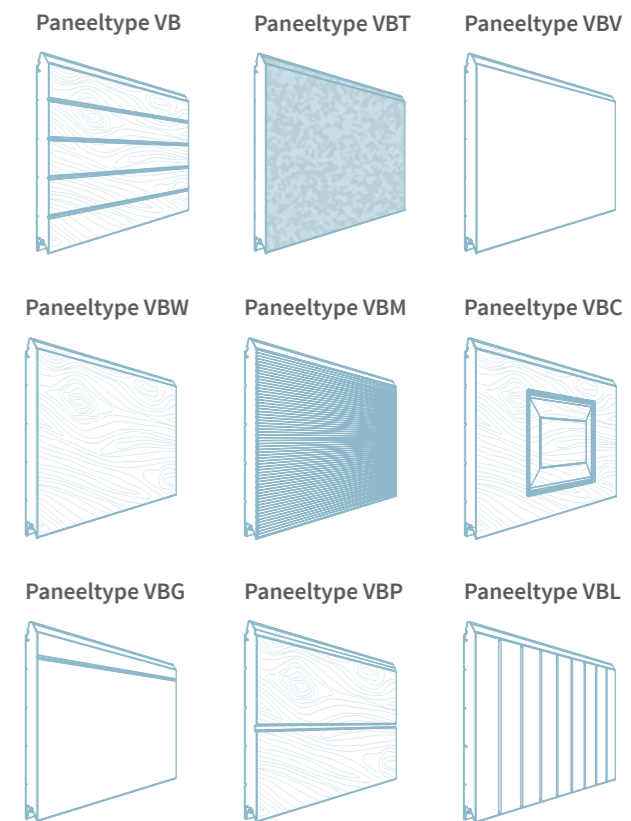 Paneeltype VB
Paneeltype VBT
Paneeltype VBV
Paneeltype VBW
Paneeltype VBM
Paneeltype VBC
Paneeltype VBG
Paneeltype VBP
Paneeltype VBL